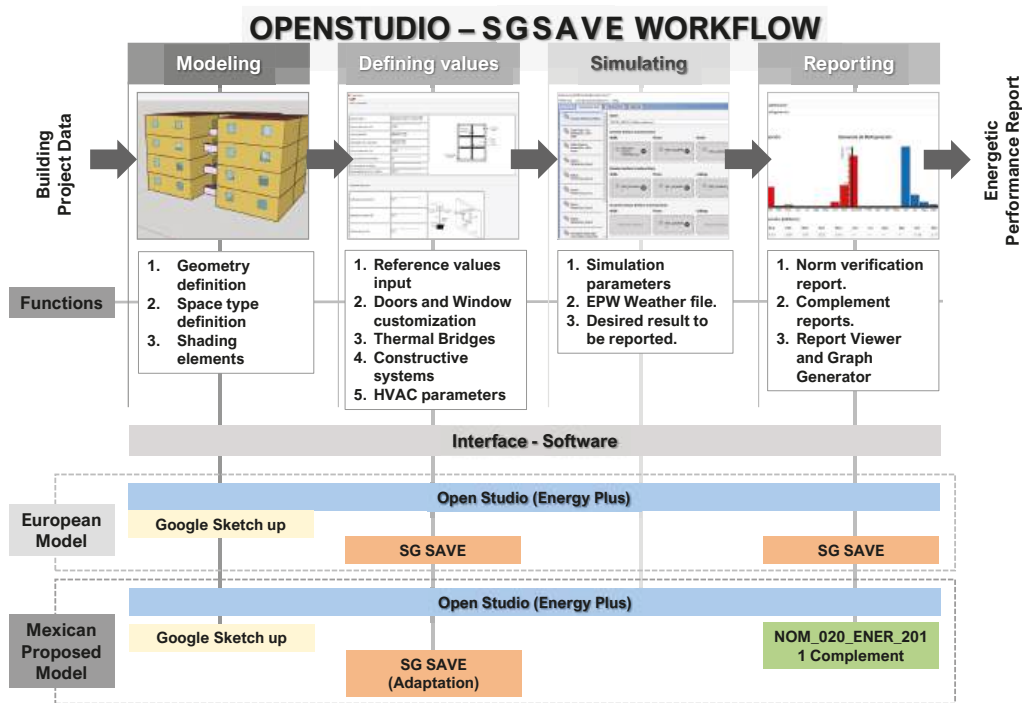 OPENSTUDIO – SGSAVE WORKFLOW
Modeling
Defining values
Simulating
Reporting
Building
Project Data
Energetic
Performance Report
Functions
1. Geometry
definition
2. Space type
definition
3. Shading
elements
1. Reference values
input
2. Doors and Window
customization
3. Thermal Bridges
4. Constructive
systems
5. HVAC parameters
1. Simulation
parameters
2. EPW Weather file.
3. Desired result to
be reported.
1. Norm verification
report.
2. Complement
reports.
3. Report Viewer
and Graph
Generator
Interface - Software
European
Model
Open Studio (Energy Plus)
Google Sketch up
SG SAVE
SG SAVE
Mexican
Proposed
Model
Open Studio (Energy Plus)
Google Sketch up
SG SAVE
(Adaptation)
NOM_020_ENER_201
1 Complement